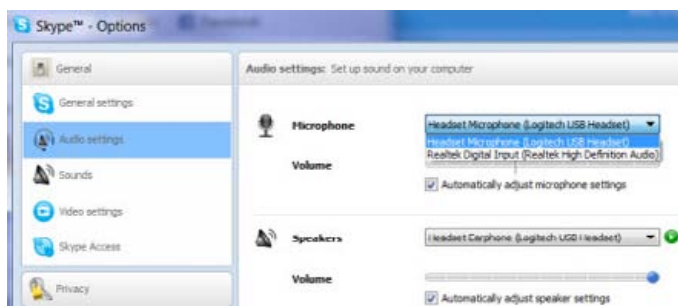 Skype™ - Options
General
General settings
Audio settings
Sounds
Video settings
Skype Access
Privacy
Audio settings: Set up sound on your computer
Microphone
Headset Microphone (Logitech USB Headset)
Headset Microphone (Logitech USB Headset)
Realtek Digital Input (Realtek High Definition Audio)
Volume
Automatically adjust microphone settings
Speakers
Headset Earphone (Logitech USB Headset)
Volume
Automatically adjust speaker settings